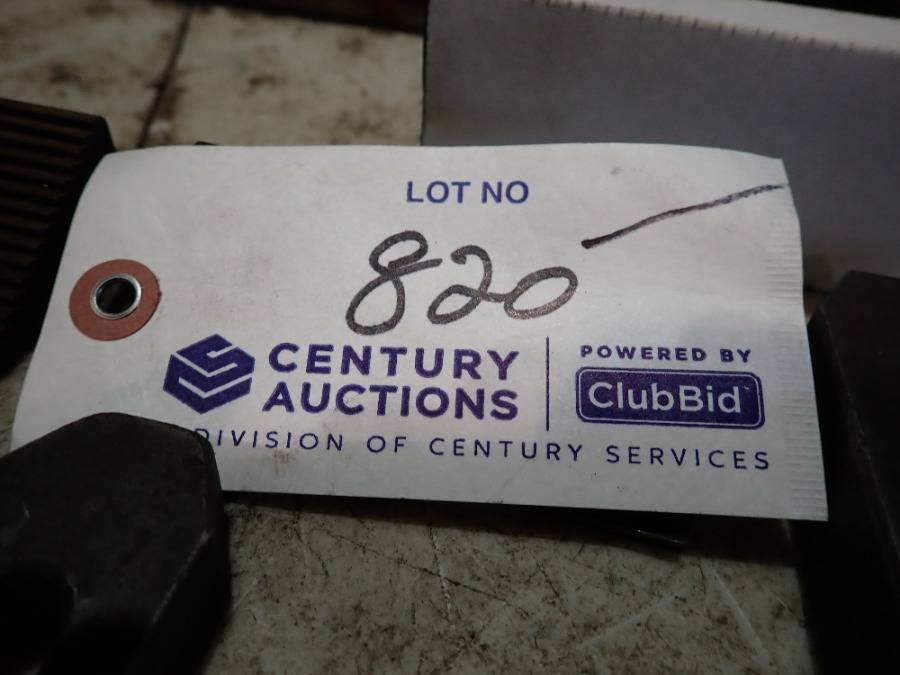 LOT NO
820
CENTURY
AUCTIONS
DIVISION OF CENTURY SERVICES
POWERED BY
ClubBid